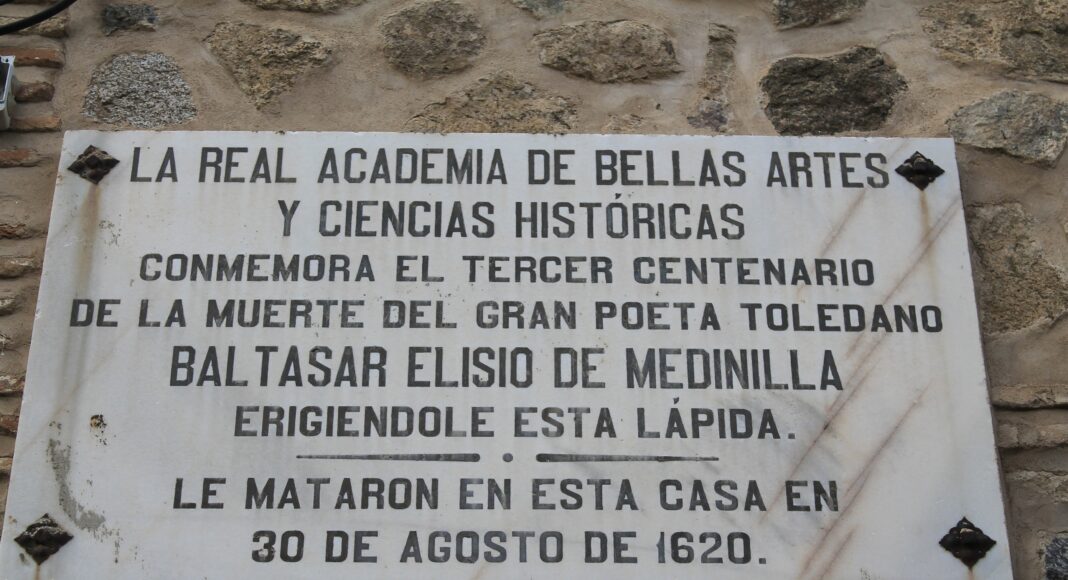 LA REAL ACADEMIA DE BELLAS ARTES
Y CIENCIAS HISTÓRICAS
CONMEMORA EL TERCER CENTENARIO
DE LA MUERTE DEL GRAN POETA TOLEDANO
BALTASAR ELISIO DE MEDINILLA
ERIGIENDOLE ESTA LÁPIDA.
LE MATARON EN ESTA CASA EN
30 DE AGOSTO DE 1620.